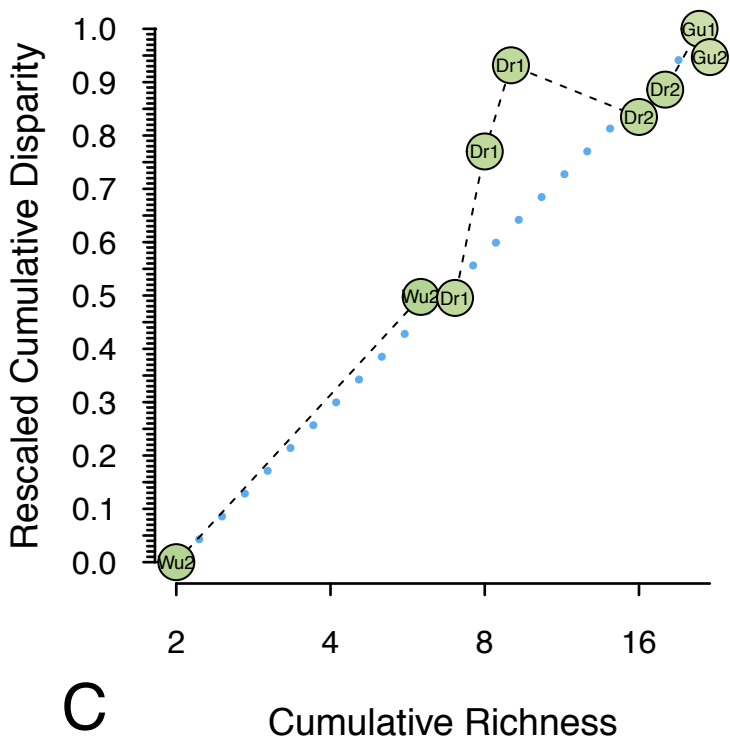 Rescaled Cumulative Disparity
1.0
0.9
0.8
0.7
0.6
0.5
0.4
0.3
0.2
0.1
0.0
Gu1
Gu2
Dr1
Dr2
Dr2
Dr1
Wu2
Dr1
Wu2
2
4
8
16
C
Cumulative Richness